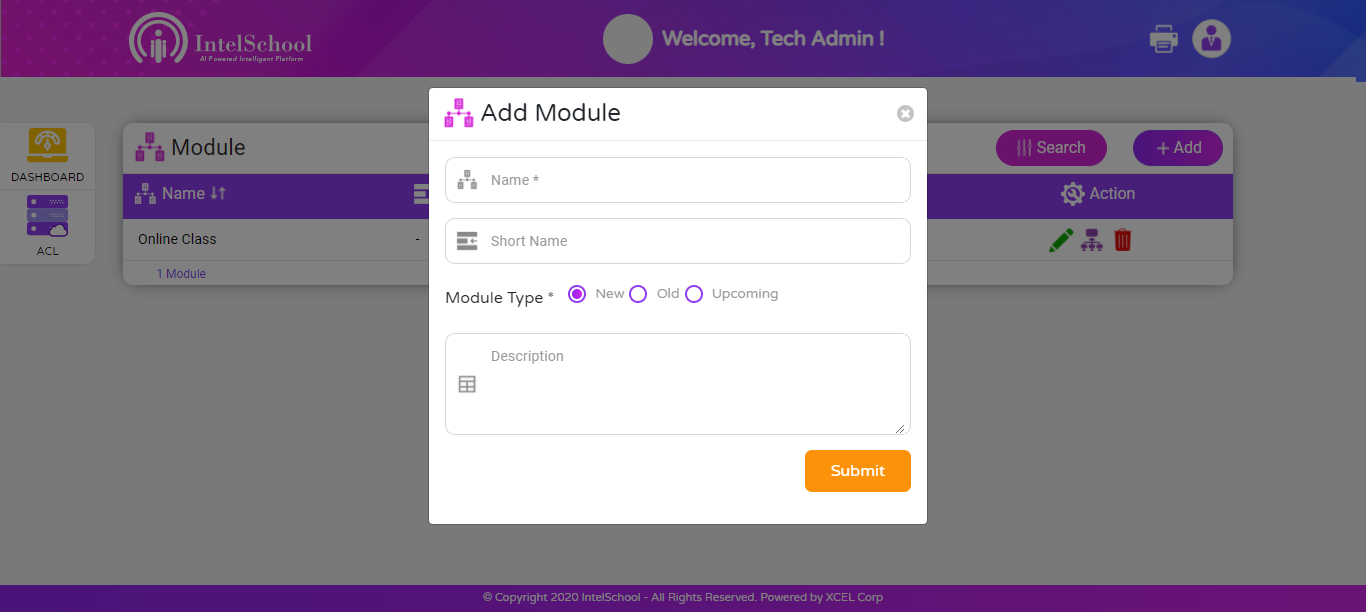 IntelSchool
AI Powered Intelligent Platform
Welcome, Tech Admin !
DASHBOARD
ACL
Module
Search
+ Add
Name
Action
Online Class
-
1 Module
Add Module
Name *
Short Name
Module Type *
New Old Upcoming
Description
Submit
© Copyright 2020 IntelSchool - All Rights Reserved. Powered by XCEL Corp